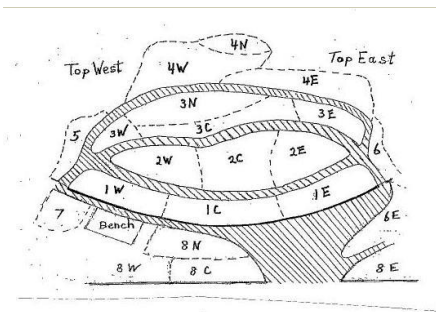 4N
Top West
4W
Top East
4E
3N
3E
5
3W
3C
6
2W
2C
2E
1W
1C
1E
7
Bench
6E
8N
8W
8C
8E